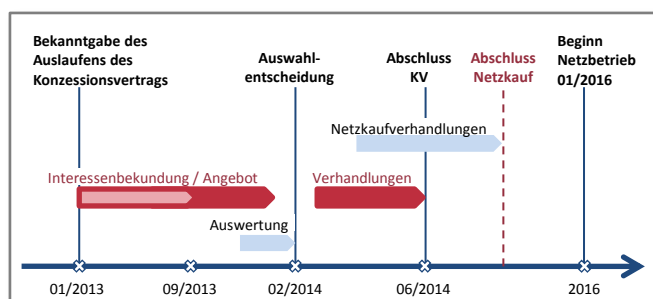 Bekanntgabe des
Auslaufens des
Konzessionsvertrags
Auswahl-
entscheidung
Abschluss
KV
Abschluss
Netzkauf
Beginn
Netzbetrieb
01/2016
Netzkaufverhandlungen
Interessenbekundung / Angebot
Verhandlungen
Auswertung
01/2013
09/2013
02/2014
06/2014
2016